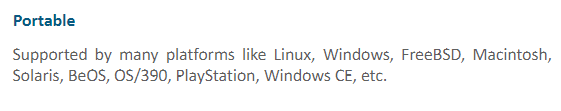 Portable
Supported by many platforms like Linux, Windows, FreeBSD, Macintosh,
Solaris, BeOS, OS/390, PlayStation, Windows CE, etc.